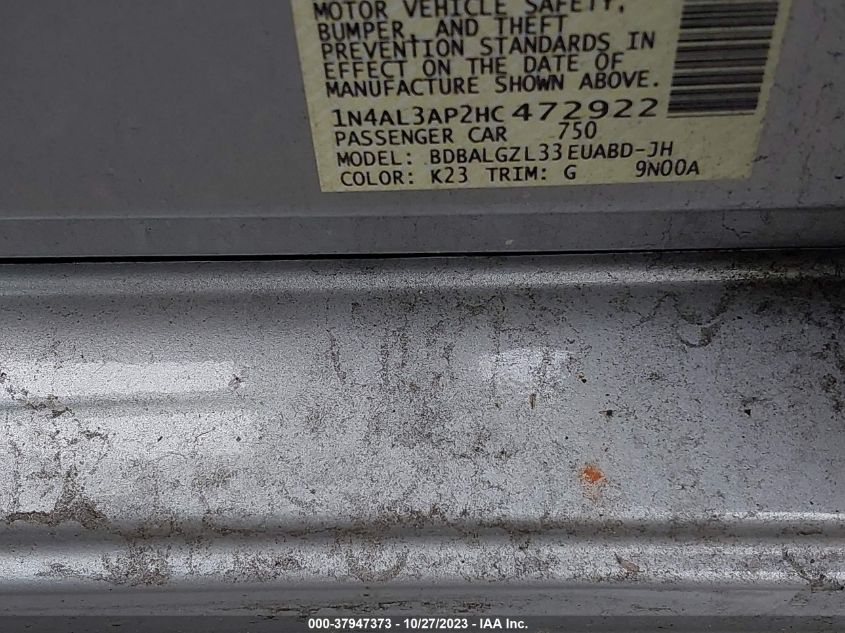 MOTOR VEHICLE SAFETY,
BUMPER, AND THEFT
PREVENTION STANDARDS IN
EFFECT ON THE DATE OF
MANUFACTURE SHOWN ABOVE.
1N4AL3AP2HC472922
PASSENGER CAR 750
MODEL: BDBALGZL33EUABD-JH
COLOR: K23 TRIM: G 9N00A
000-37947373 | 10/27/2023 | © IAA, Inc.